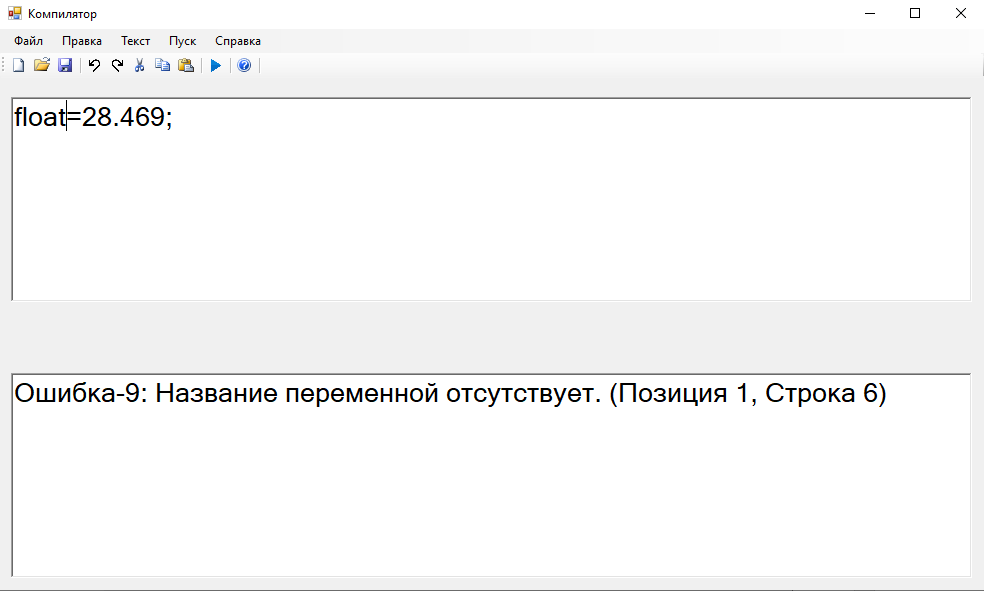 Компилятор
Файл Правка Текст Пуск Справка
float=28.469;
Ошибка-9: Название переменной отсутствует. (Позиция 1, Строка 6)